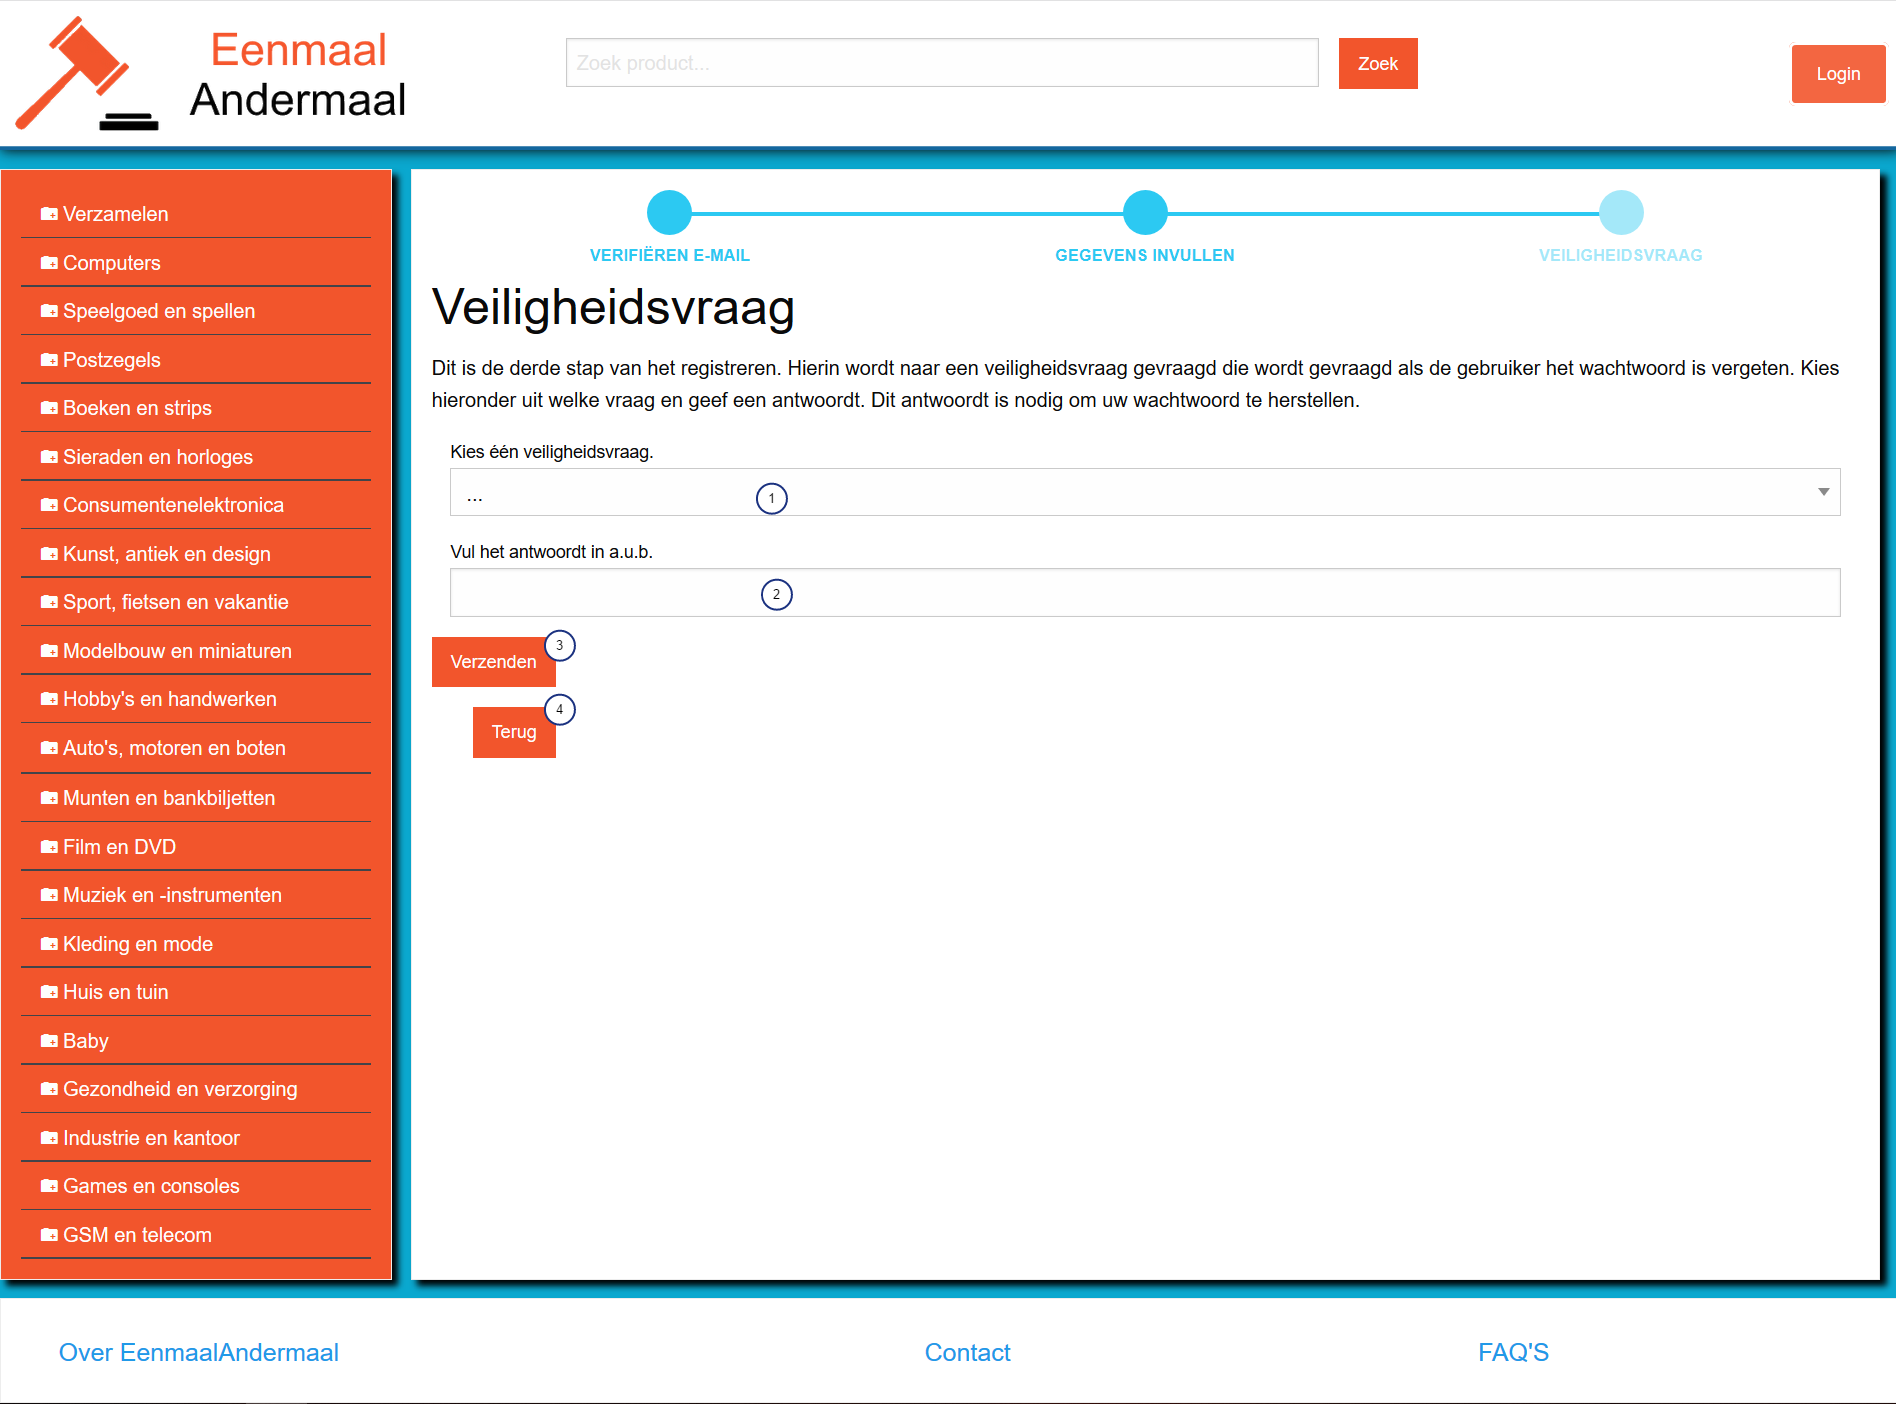 Eenmaal
Andermaal
Zoek product...
Zoek
Login
Verzamelen
Computers
Speelgoed en spellen
Postzegels
Boeken en strips
Sieraden en horloges
Consumentenelektronica
Kunst, antiek en design
Sport, fietsen en vakantie
Modelbouw en miniaturen
Hobby's en handwerken
Auto's, motoren en boten
Munten en bankbiljetten
Film en DVD
Muziek en -instrumenten
Kleding en mode
Huis en tuin
Baby
Gezondheid en verzorging
Industrie en kantoor
Games en consoles
GSM en telecom
VERIFIËREN E-MAIL
GEGEVENS INVULLEN
VEILIGHEIDSVRAAG
Veiligheidsvraag
Dit is de derde stap van het registreren. Hierin wordt naar een veiligheidsvraag gevraagd die wordt gevraagd als de gebruiker het wachtwoord is vergeten. Kies
hieronder uit welke vraag en geef een antwoordt. Dit antwoordt is nodig om uw wachtwoord te herstellen.
Kies één veiligheidsvraag.
...
1
Vul het antwoordt in a.u.b.
2
Verzenden
3
Terug
4
Over EenmaalAndermaal
Contact
FAQ'S